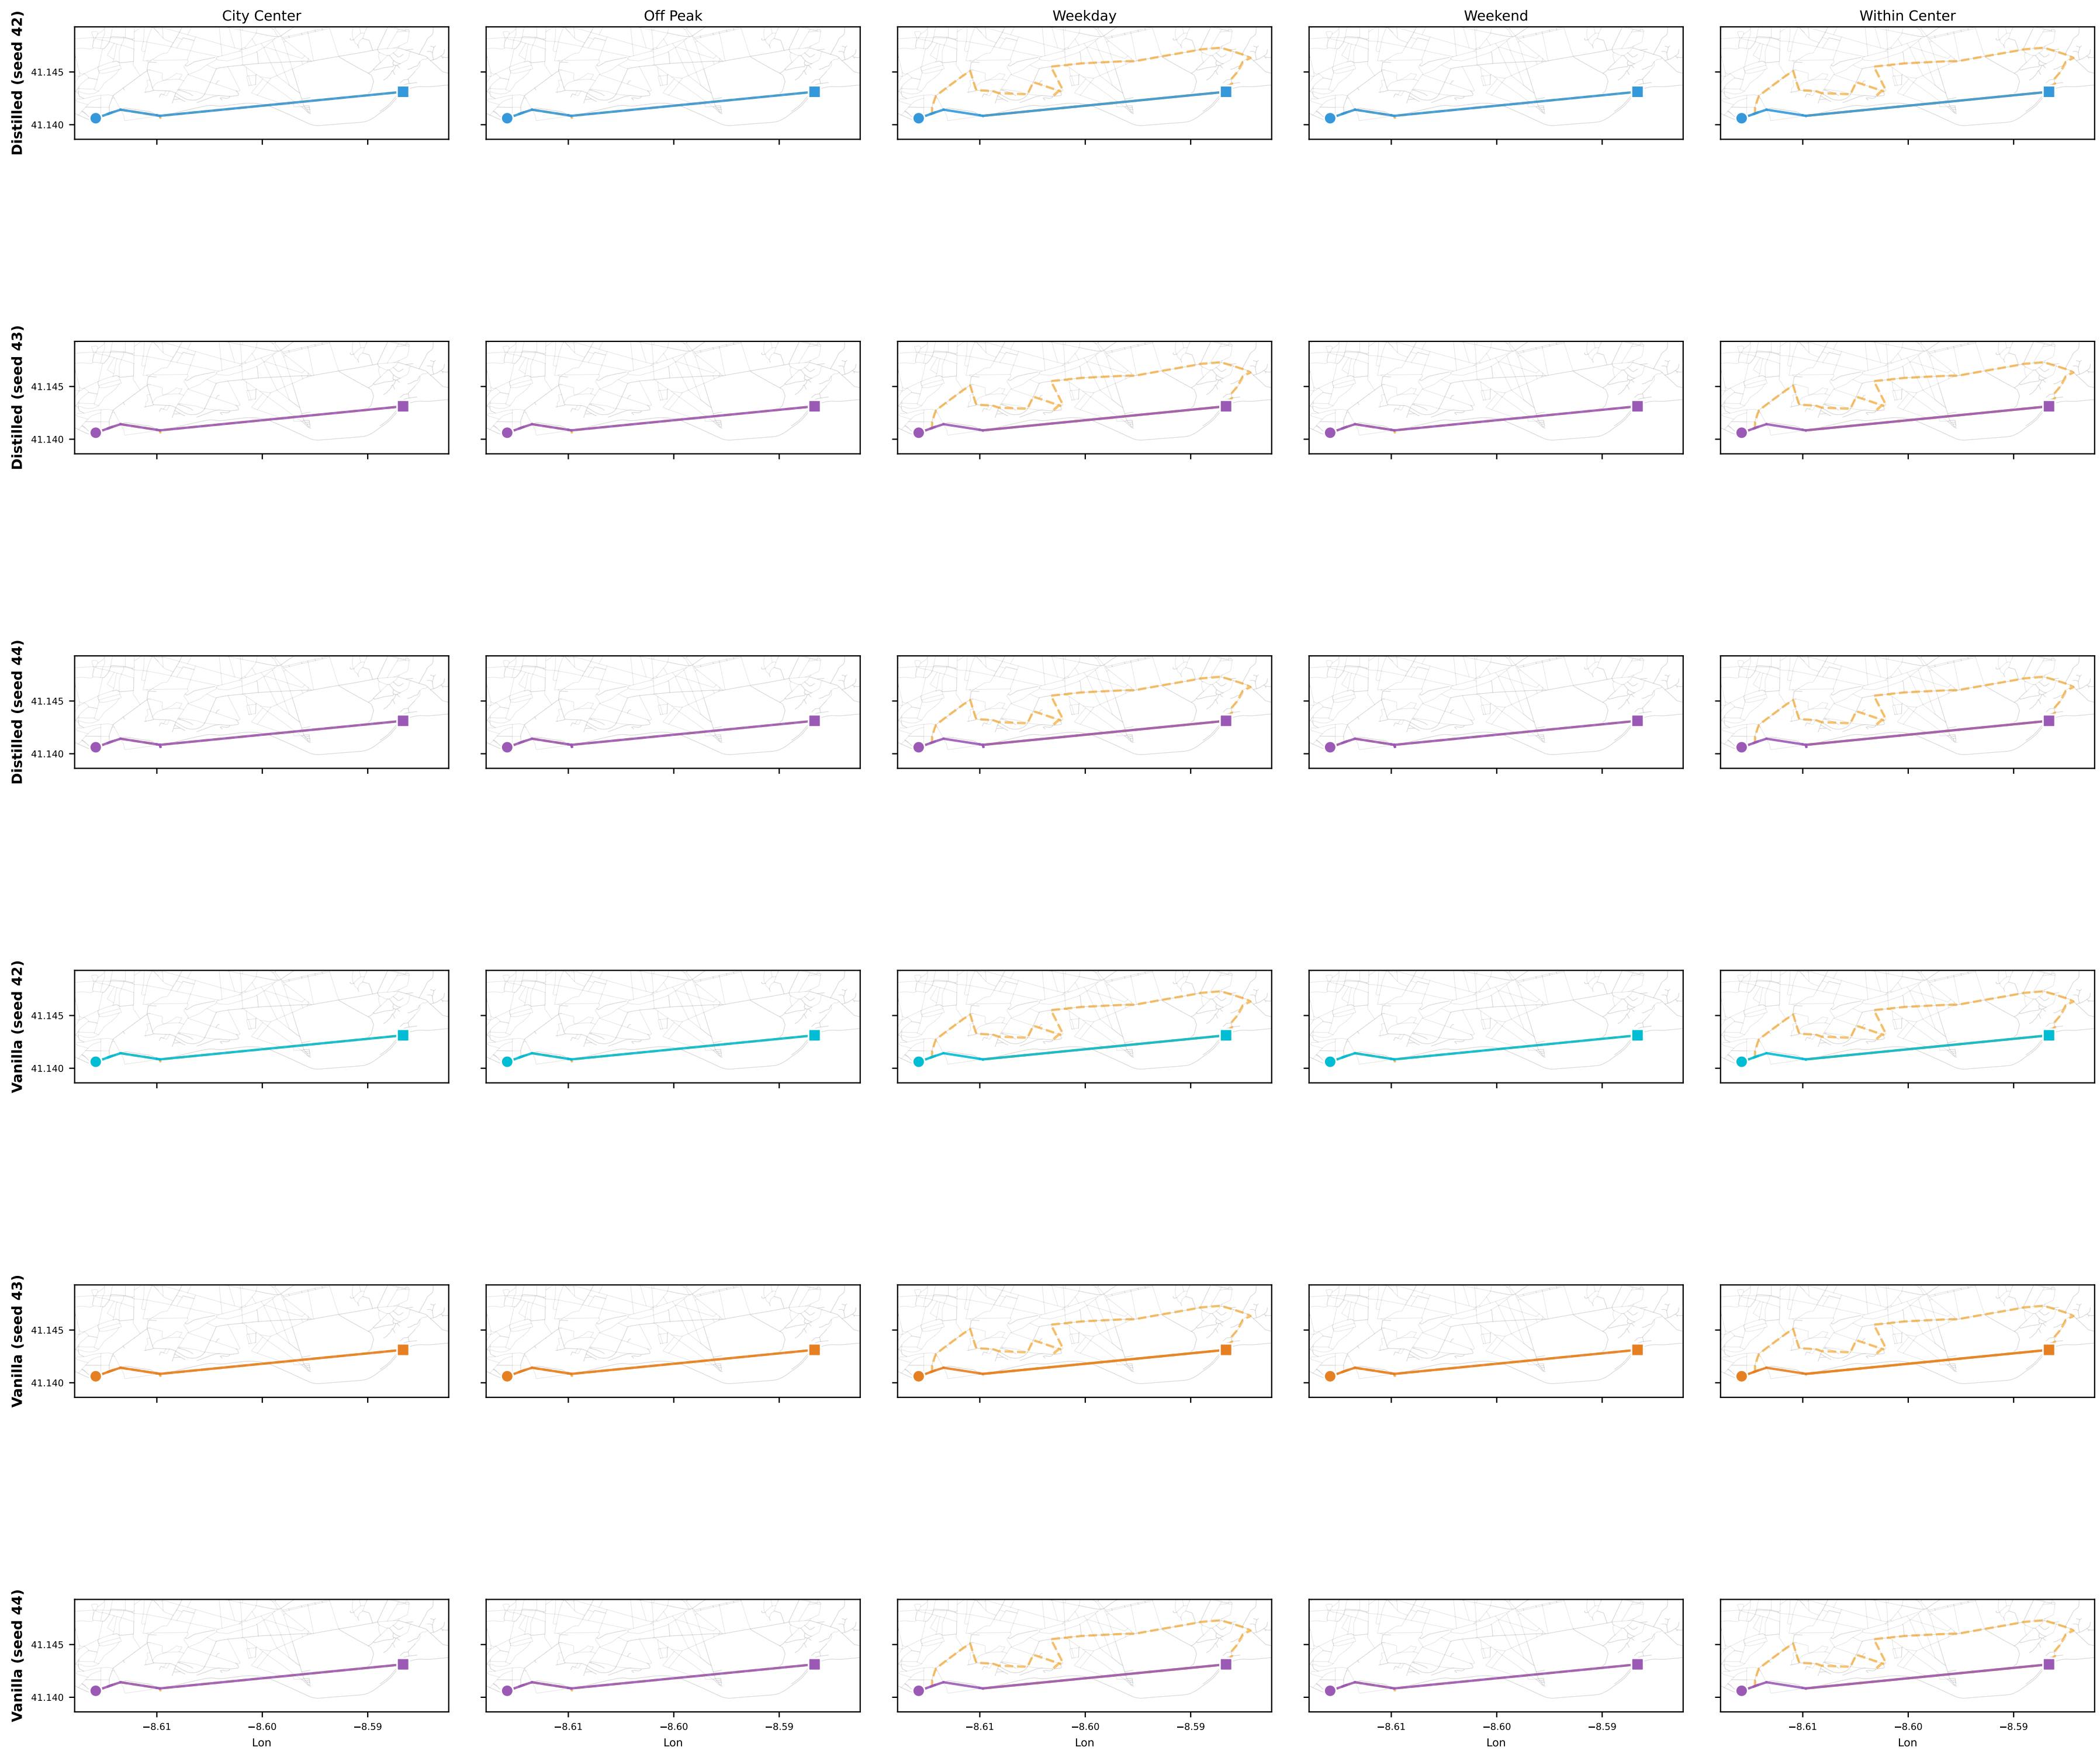 City Center Off Peak Weekday Weekend Within Center
Distilled (seed 42)
41.145
41.140
Distilled (seed 43)
41.145
41.140
Distilled (seed 44)
41.145
41.140
Vanilla (seed 42)
41.145
41.140
Vanilla (seed 43)
41.145
41.140
Vanilla (seed 44)
41.145
41.140
−8.61 −8.60 −8.59 −8.61 −8.60 −8.59 −8.61 −8.60 −8.59 −8.61 −8.60 −8.59 −8.61 −8.60 −8.59
Lon Lon Lon Lon Lon